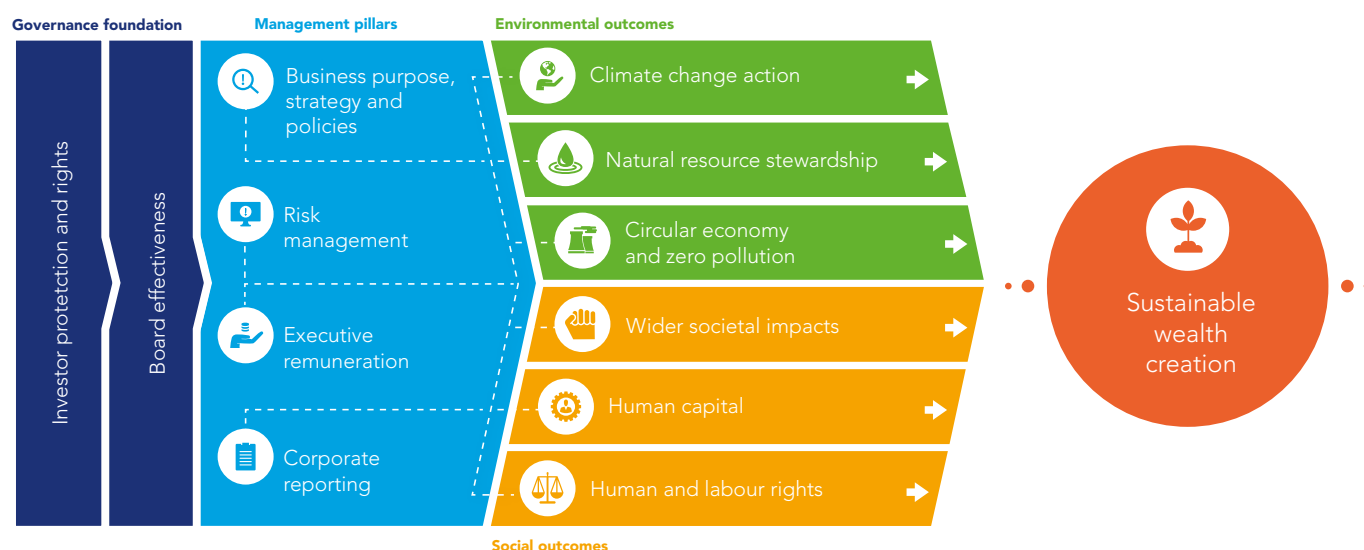 Governance foundation
Management pillars
Environmental outcomes
Investor protetction and rights
Board effectiveness
Business purpose,
strategy and
policies
Risk
management
Executive
remuneration
Corporate
reporting
Climate change action
Natural resource stewardship
Circular economy
and zero pollution
Wider societal impacts
Human capital
Human and labour rights
Social outcomes
Sustainable
wealth
creation